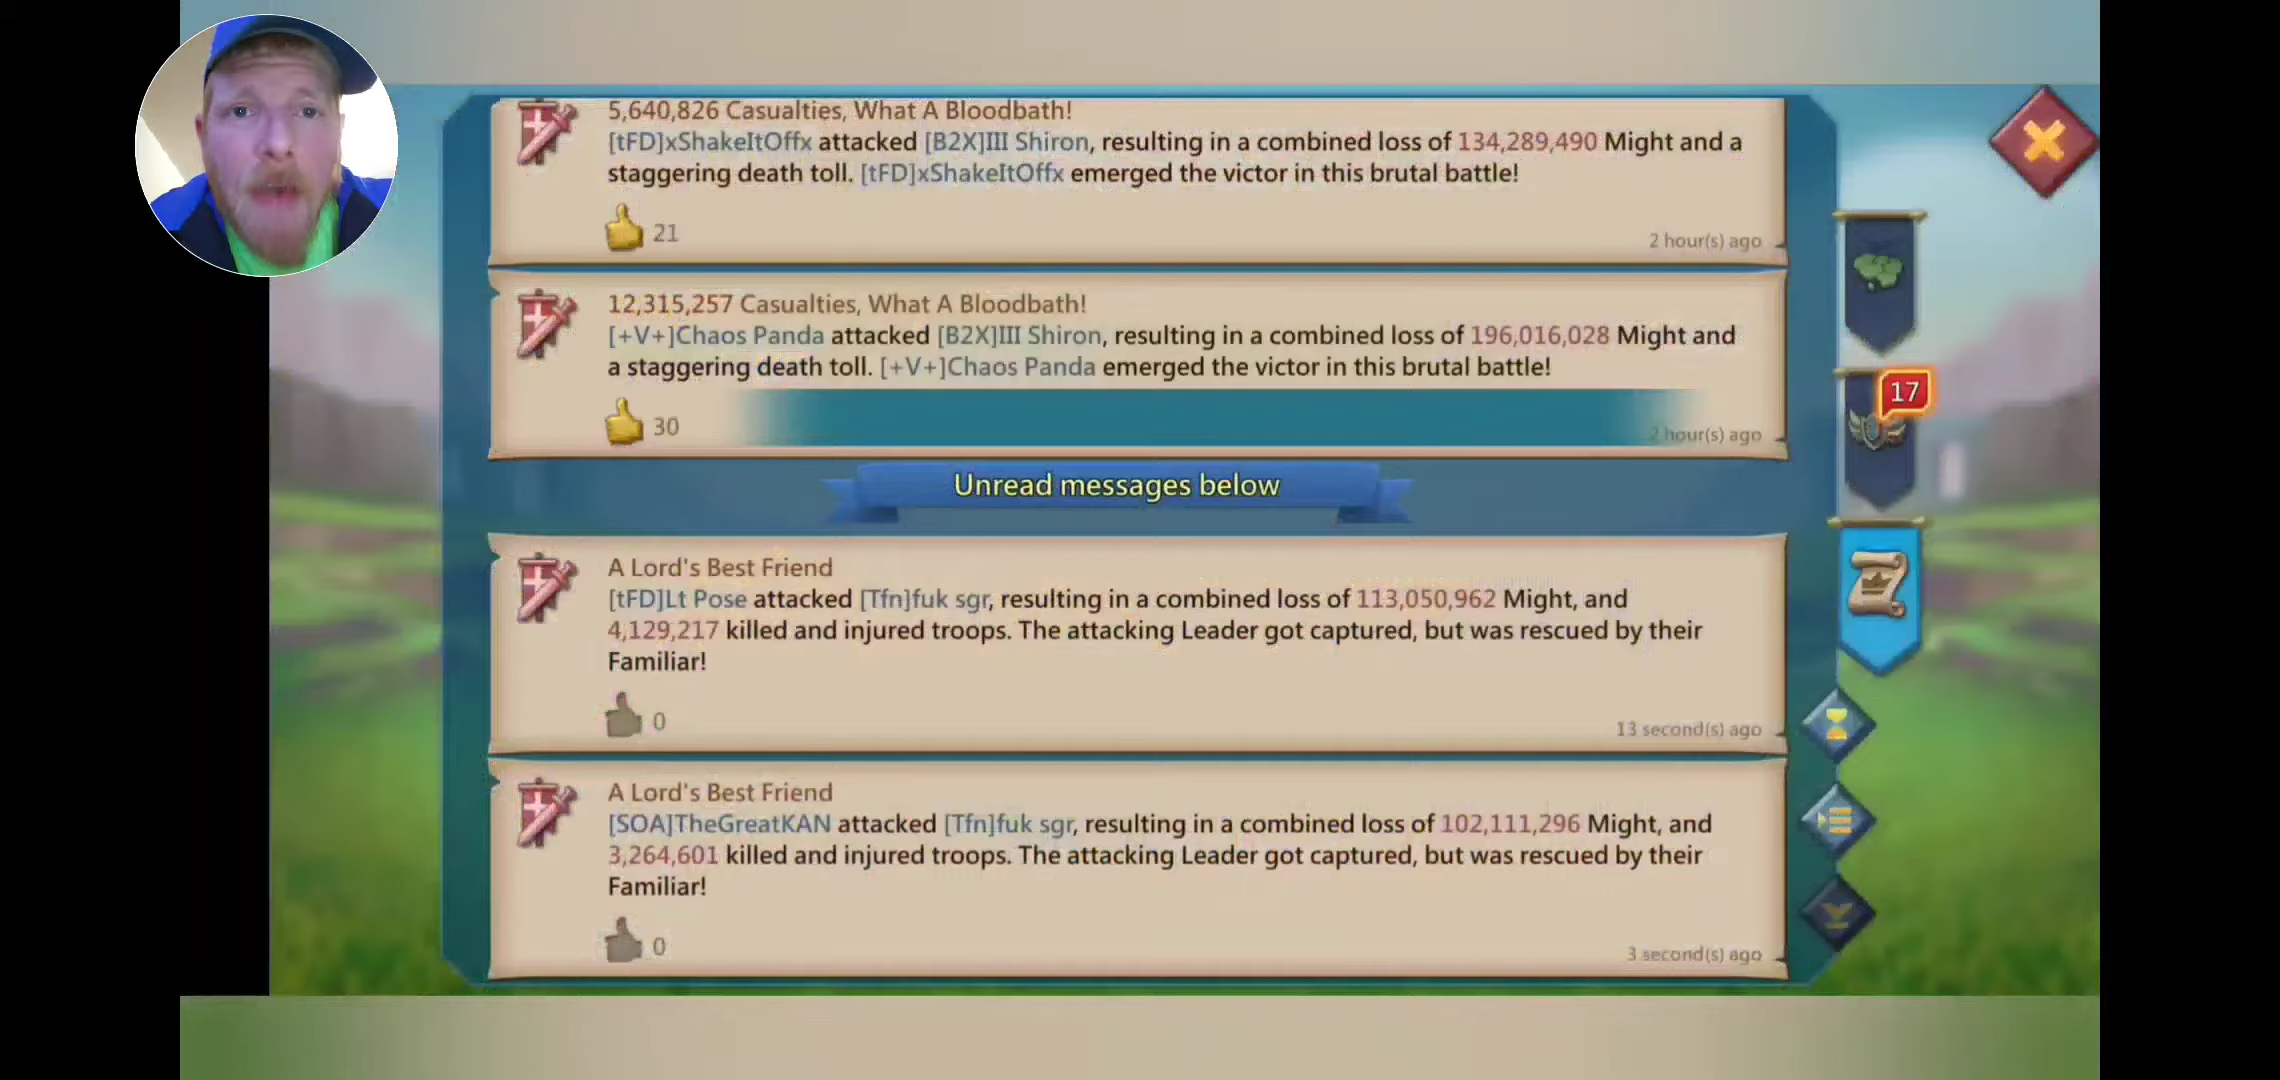 5,640,826 Casualties, What A Bloodbath!
[tFD]xShakeItOffx attacked [B2X]III Shiron, resulting in a combined loss of 134,289,490 Might and a
staggering death toll. [tFD]xShakeItOffx emerged the victor in this brutal battle!
21
2 hour(s) ago
12,315,257 Casualties, What A Bloodbath!
[+V+]Chaos Panda attacked [B2X]III Shiron, resulting in a combined loss of 196,016,028 Might and
a staggering death toll. [+V+]Chaos Panda emerged the victor in this brutal battle!
30
2 hour(s) ago
17
Unread messages below
A Lord's Best Friend
[tFD]Lt Pose attacked [Tfn]fuk sgr, resulting in a combined loss of 113,050,962 Might, and
4,129,217 killed and injured troops. The attacking Leader got captured, but was rescued by their
Familiar!
0
13 second(s) ago
A Lord's Best Friend
[SOA]TheGreatKAN attacked [Tfn]fuk sgr, resulting in a combined loss of 102,111,296 Might, and
3,264,601 killed and injured troops. The attacking Leader got captured, but was rescued by their
Familiar!
0
3 second(s) ago